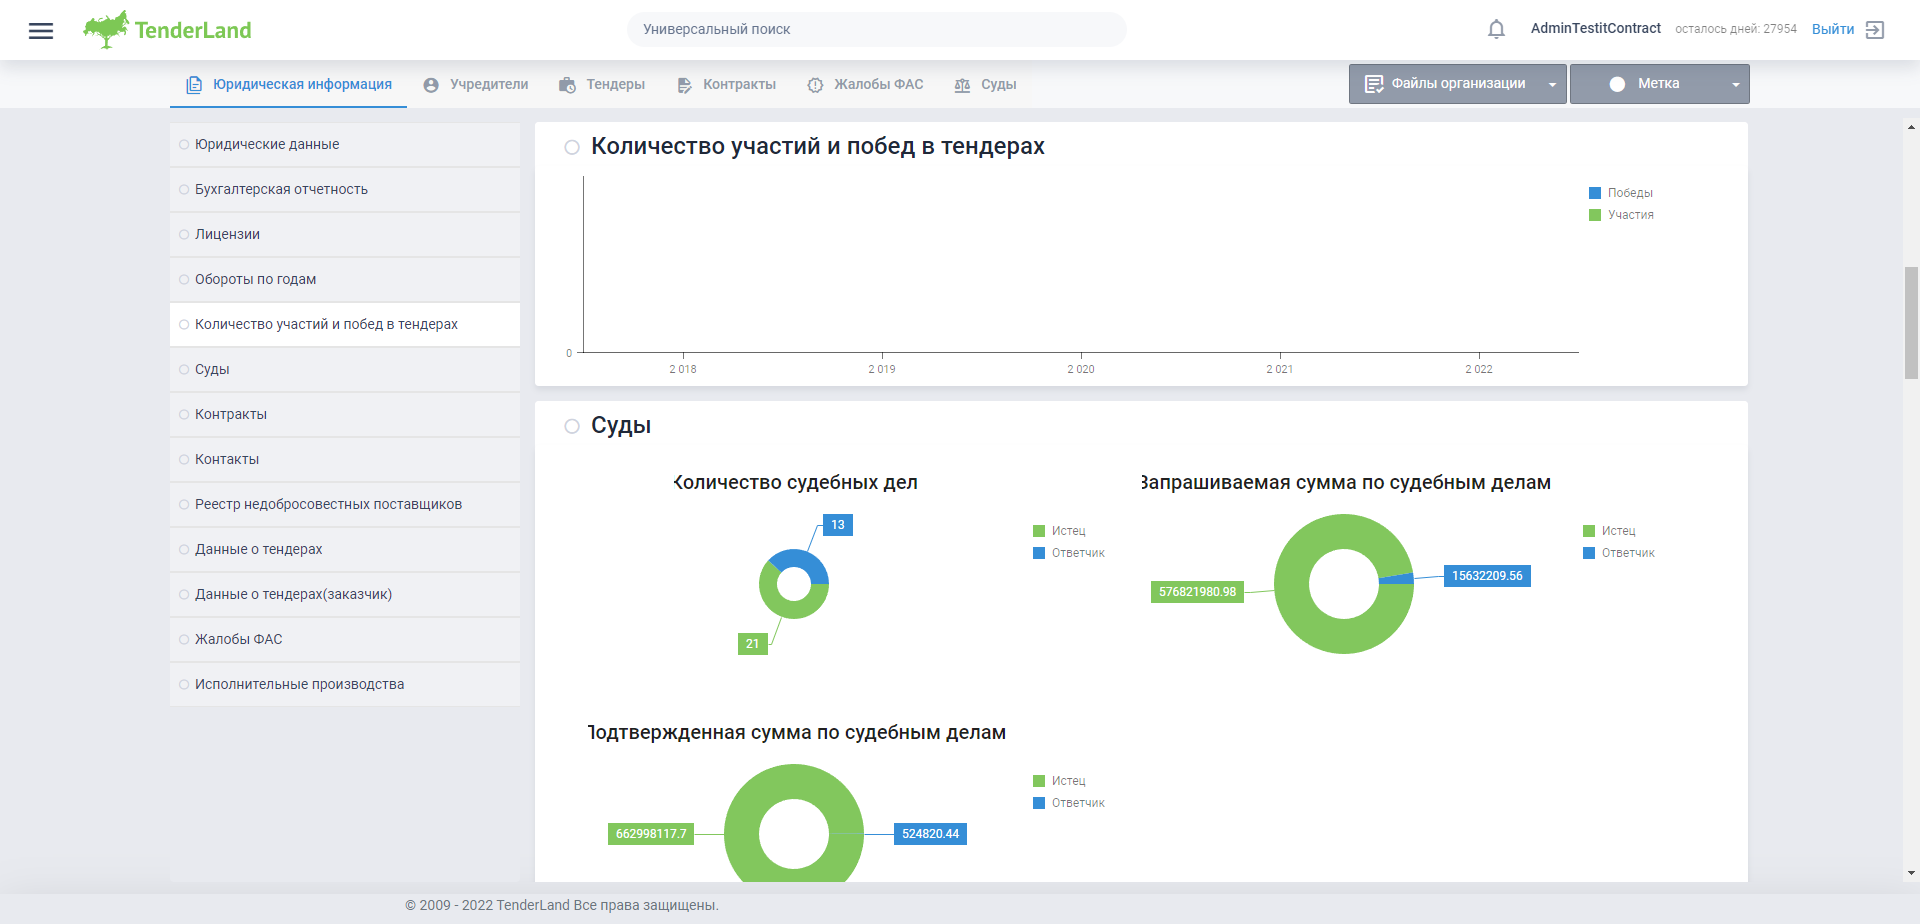 TenderLand
Универсальный поиск
AdminTestitContract
осталось дней: 27954
Выйти
Юридическая информация
Учредители
Тендеры
Контракты
Жалобы ФАС
Суды
Файлы организации
Метка
Юридические данные
Бухгалтерская отчетность
Лицензии
Обороты по годам
Количество участий и побед в тендерах
Суды
Контракты
Контакты
Реестр недобросовестных поставщиков
Данные о тендерах
Данные о тендерах(заказчик)
Жалобы ФАС
Исполнительные производства
Количество участий и побед в тендерах
Победы
Участия
0
2 018
2 019
2 020
2 021
2 022
Суды
Количество судебных дел
13
21
Истец
Ответчик
Запрашиваемая сумма по судебным делам
576821980.98
15632209.56
Истец
Ответчик
Подтвержденная сумма по судебным делам
662998117.7
524820.44
Истец
Ответчик
© 2009 - 2022 TenderLand Все права защищены.